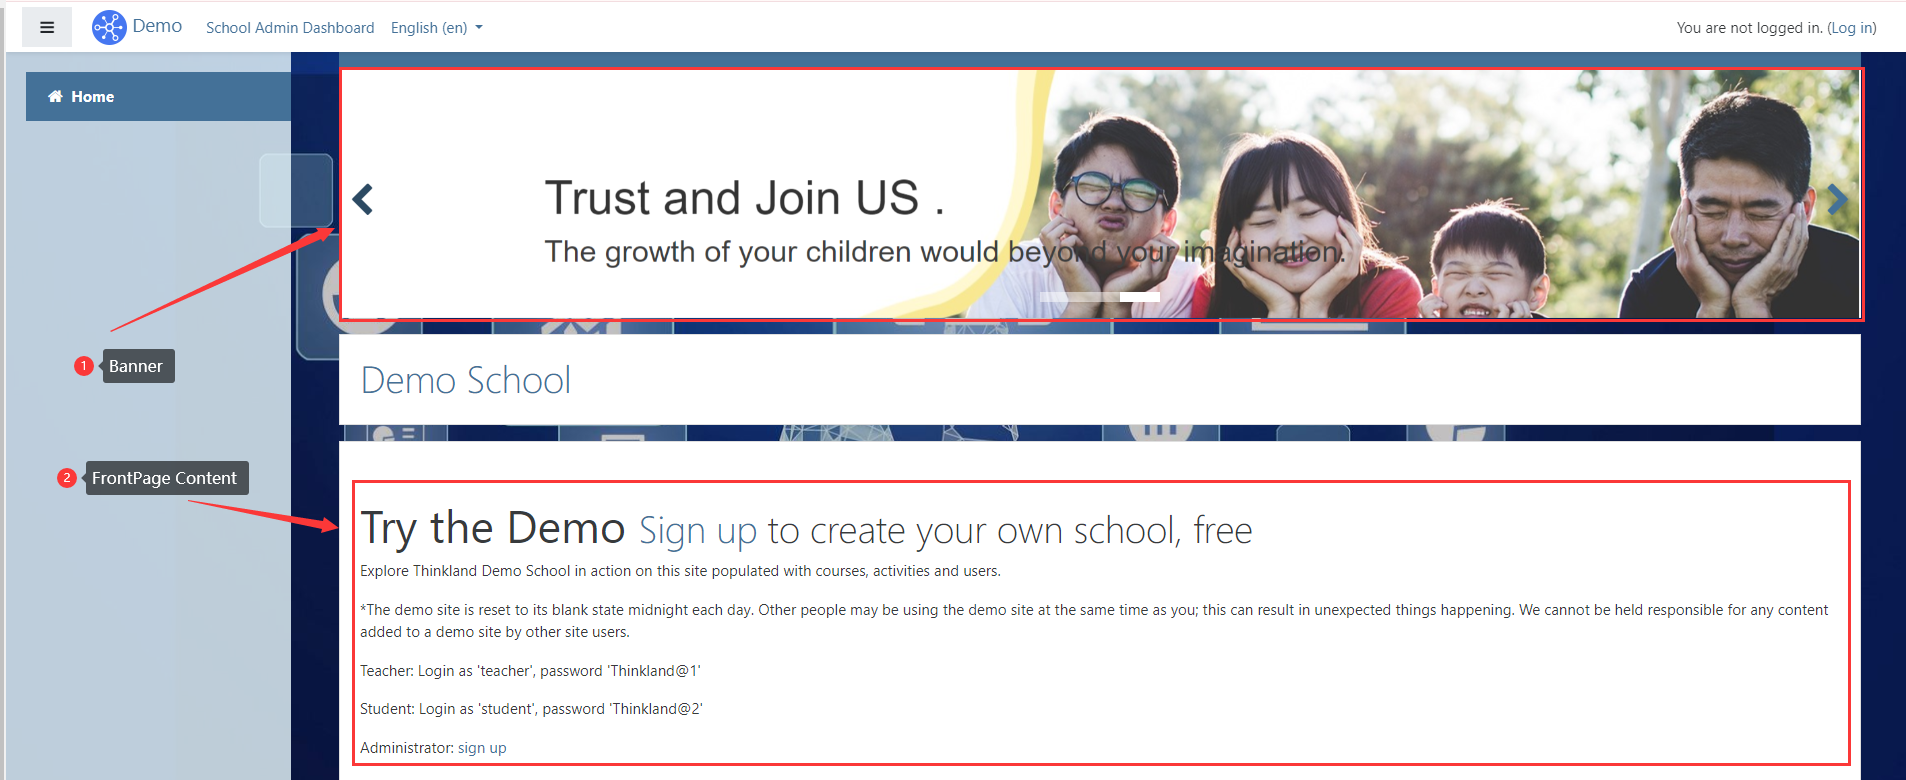 Demo
School Admin Dashboard
English (en)
You are not logged in. (Log in)
Home
Trust and Join US .
The growth of your children would beyond your imagination.
1
Banner
Demo School
2
FrontPage Content
Try the Demo Sign up to create your own school, free
Explore Thinkland Demo School in action on this site populated with courses, activities and users.
*The demo site is reset to its blank state midnight each day. Other people may be using the demo site at the same time as you; this can result in unexpected things happening. We cannot be held responsible for any content
added to a demo site by other site users.
Teacher: Login as 'teacher', password 'Thinkland@1'
Student: Login as 'student', password 'Thinkland@2'
Administrator: sign up